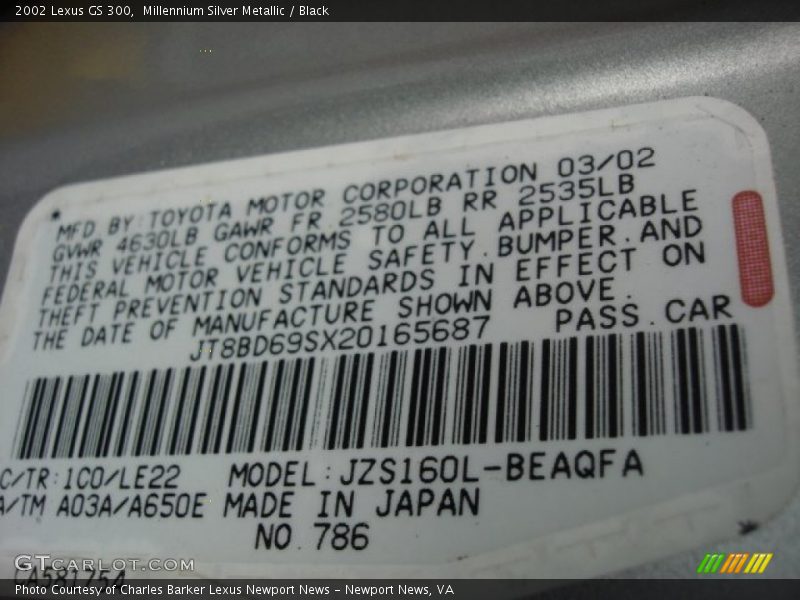 2002 Lexus GS 300, Millennium Silver Metallic / Black
MFD.BY:TOYOTA MOTOR CORPORATION 03/02
GVWR 4630LB GAWR FR 2580LB RR 2535LB
THIS VEHICLE CONFORMS TO ALL APPLICABLE
FEDERAL MOTOR VEHICLE SAFETY.BUMPER.AND
THEFT PREVENTION STANDARDS IN EFFECT ON
THE DATE OF MANUFACTURE SHOWN ABOVE.
JT8BD69SX20165687 PASS.CAR
C/TR:1C0/LE22 MODEL:JZS160L-BEAQFA
A/TM A03A/A650E MADE IN JAPAN
NO.786
GTCarLot.com
CA58175A
Photo Courtesy of Charles Barker Lexus Newport News - Newport News, VA